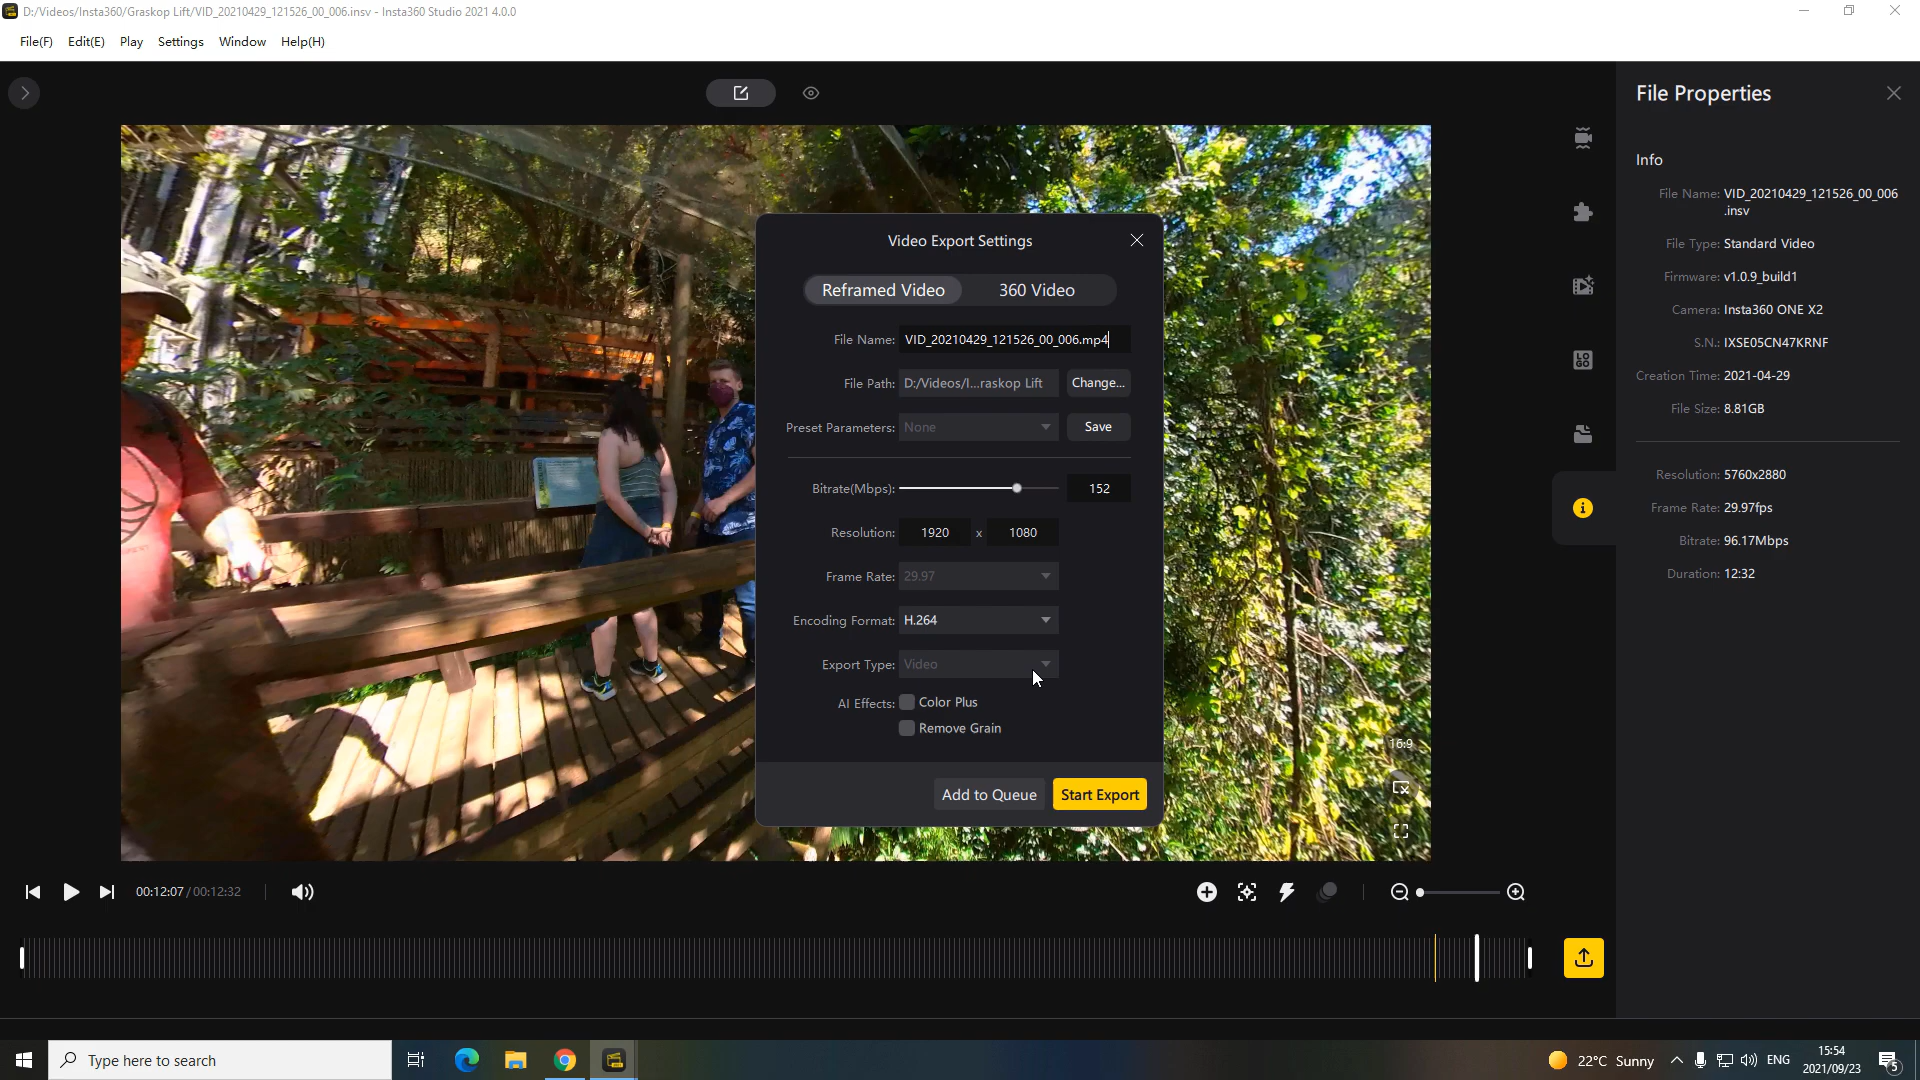 D:/Videos/Insta360/Graskop Lift/VID_20210429_121526_00_006.insv - Insta360 Studio 2021 4.0.0
File(F) Edit(E) Play Settings Window Help(H)
File Properties
Info
File Name: VID_20210429_121526_00_006
.insv
File Type: Standard Video
Firmware: v1.0.9_build1
Camera: Insta360 ONE X2
S.N.: IXSE05CN47KRNF
Creation Time: 2021-04-29
File Size: 8.81GB
Resolution: 5760x2880
Frame Rate: 29.97fps
Bitrate: 96.17Mbps
Duration: 12:32
LOGO
Video Export Settings
Reframed Video 360 Video
File Name: VID_20210429_121526_00_006.mp4
File Path: D:/Videos/I...raskop Lift Change...
Preset Parameters: None Save
Bitrate(Mbps): 152
Resolution: 1920 x 1080
Frame Rate: 29.97
Encoding Format: H.264
Export Type: Video
AI Effects: Color Plus
Remove Grain
Add to Queue Start Export
16:9
00:12:07/00:12:32
Type here to search
22°C Sunny ENG 15:54
2021/09/23
5